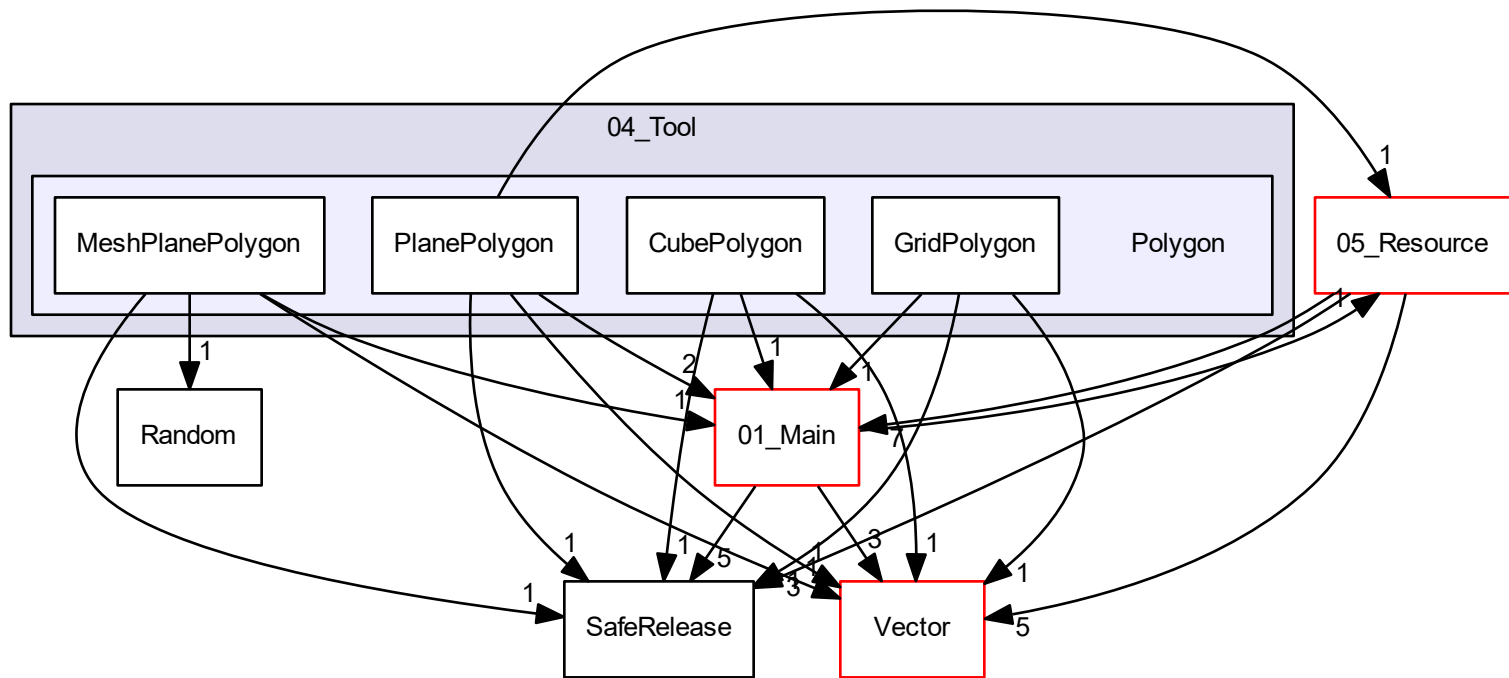 04_Tool
1
MeshPlanePolygon
PlanePolygon
CubePolygon
GridPolygon
Polygon
05_Resource
1
1
2
1
1
1
Random
01_Main
7
1
1
5
1
1
3
1
1
3
1
1
5
SafeRelease
Vector